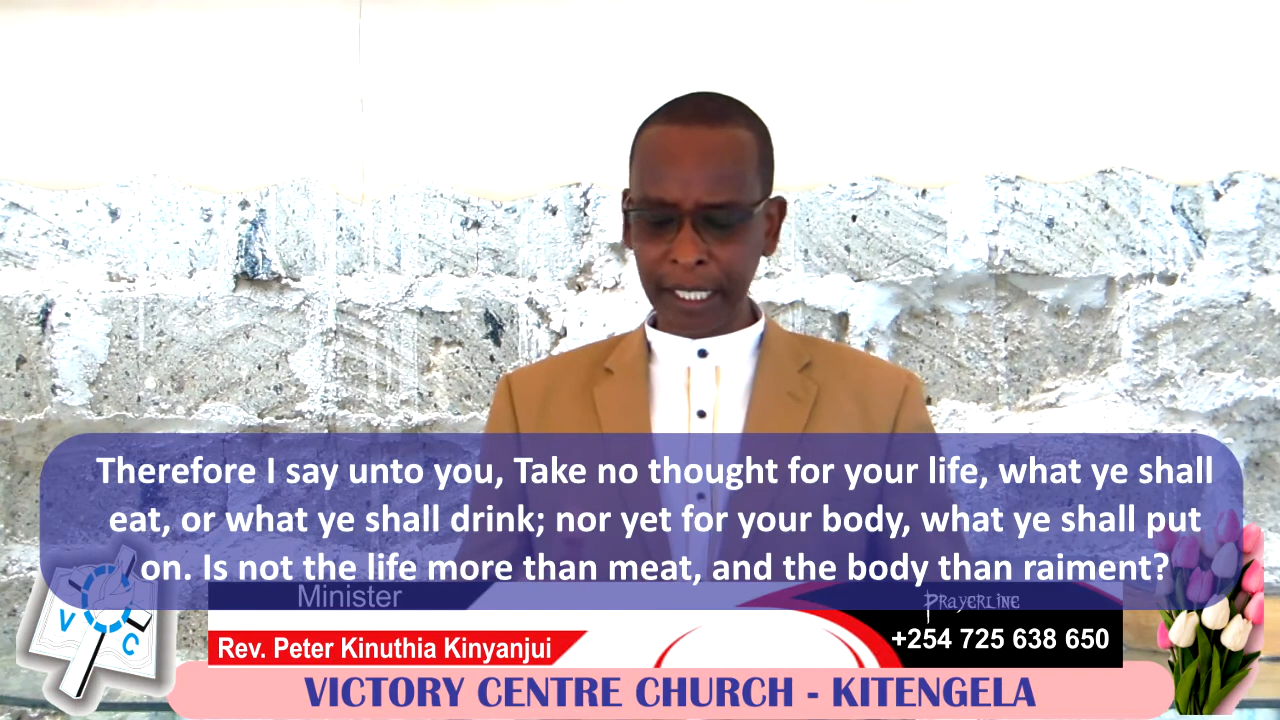 Therefore I say unto you, Take no thought for your life, what ye shall
eat, or what ye shall drink; nor yet for your body, what ye shall put
on. Is not the life more than meat, and the body than raiment?
Minister
PRAYERLINE
Rev. Peter Kinuthia Kinyanjui
+254 725 638 650
V C
VICTORY CENTRE CHURCH - KITENGELA